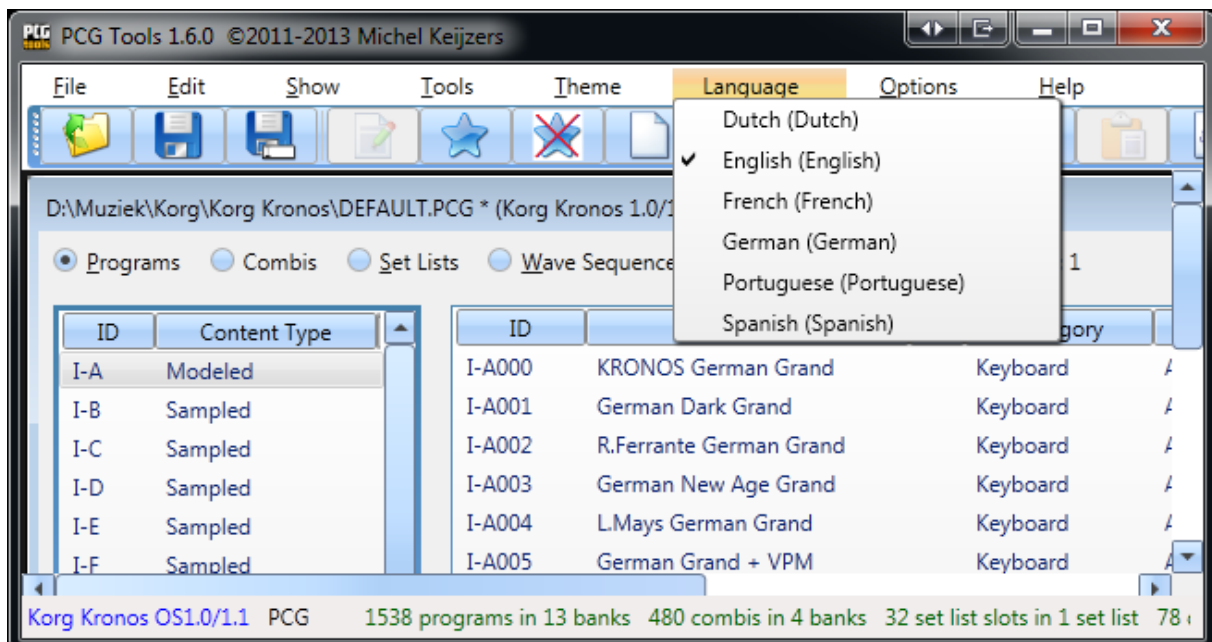 PCG Tools 1.6.0 ©2011-2013 Michel Keijzers
File Edit Show Tools Theme Language Options Help
Dutch (Dutch)
English (English)
French (French)
German (German)
Portuguese (Portuguese)
Spanish (Spanish)
D:\Muziek\Korg\Korg Kronos\DEFAULT.PCG * (Korg Kronos 1.0/1
Programs Combis Set Lists Wave Sequence 1
ID Content Type
I-A Modeled
I-B Sampled
I-C Sampled
I-D Sampled
I-E Sampled
I-F Sampled
ID
I-A000 KRONOS German Grand Keyboard
I-A001 German Dark Grand Keyboard
I-A002 R.Ferrante German Grand Keyboard
I-A003 German New Age Grand Keyboard
I-A004 L.Mays German Grand Keyboard
I-A005 German Grand + VPM Keyboard
Korg Kronos OS1.0/1.1 PCG 1538 programs in 13 banks 480 combis in 4 banks 32 set list slots in 1 set list 78